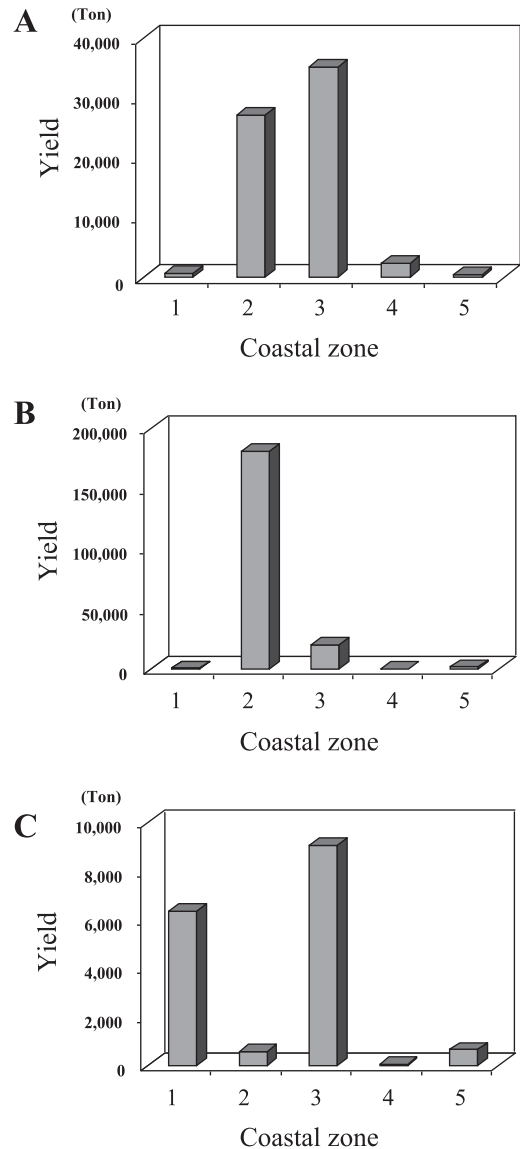 A
(Ton)
40,000
30,000
20,000
10,000
0
Yield
1 2 3 4 5
Coastal zone
B
(Ton)
200,000
150,000
100,000
50,000
0
Yield
1 2 3 4 5
Coastal zone
C
(Ton)
10,000
8,000
6,000
4,000
2,000
0
Yield
1 2 3 4 5
Coastal zone